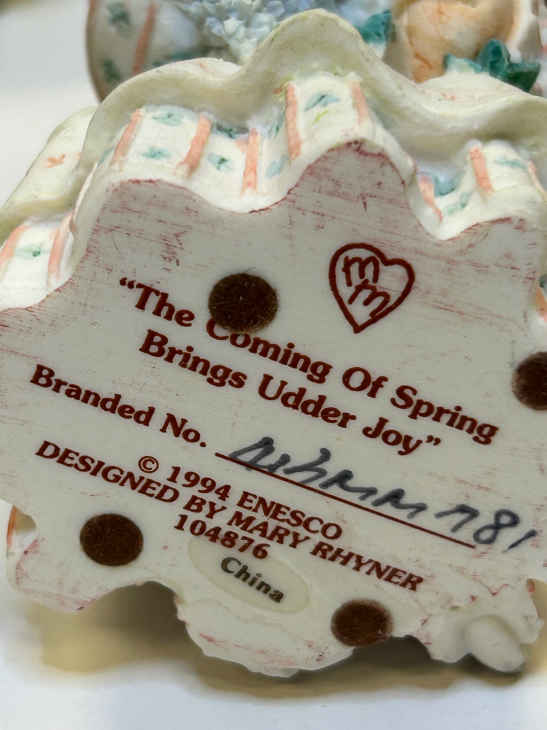 M
M
“The Coming Of Spring
Brings Udder Joy”
Branded No.
© 1994 ENESCO
DESIGNED BY MARY RHYNER
104876
China